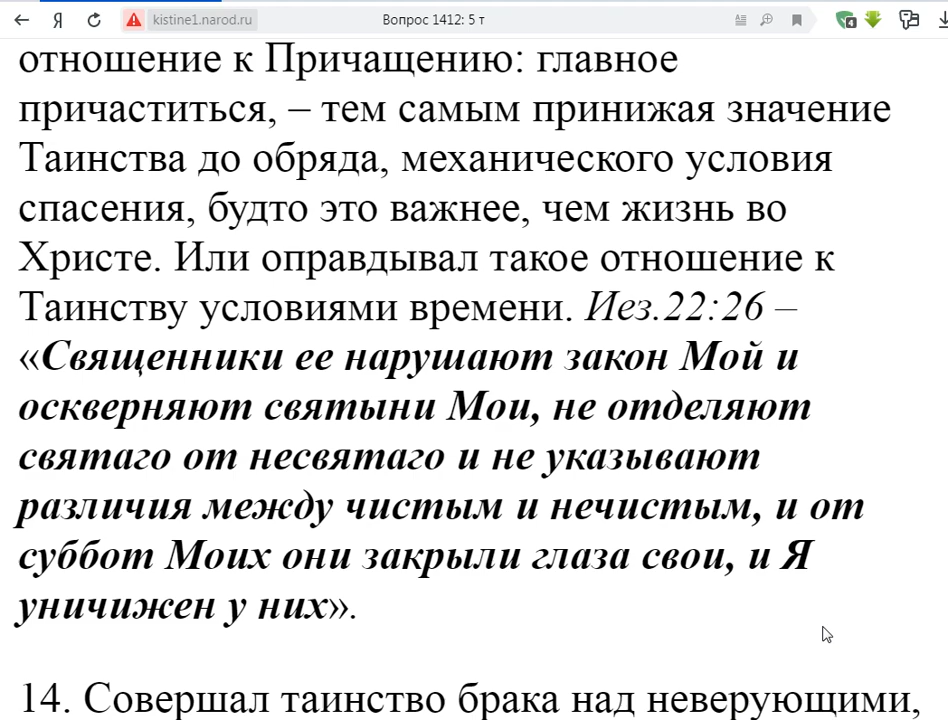 kistine1.narod.ru
Вопрос 1412: 5 т
4
отношение к Причащению: главное
причаститься, – тем самым принижая значение
Таинства до обряда, механического условия
спасения, будто это важнее, чем жизнь во
Христе. Или оправдывал такое отношение к
Таинству условиями времени. Иез.22:26 –
«Священники ее нарушают закон Мой и
оскверняют святыни Мои, не отделяют
святаго от несвятаго и не указывают
различия между чистым и нечистым, и от
суббот Моих они закрыли глаза свои, и Я
уничижен у них».
14. Совершал таинство брака над неверующими,